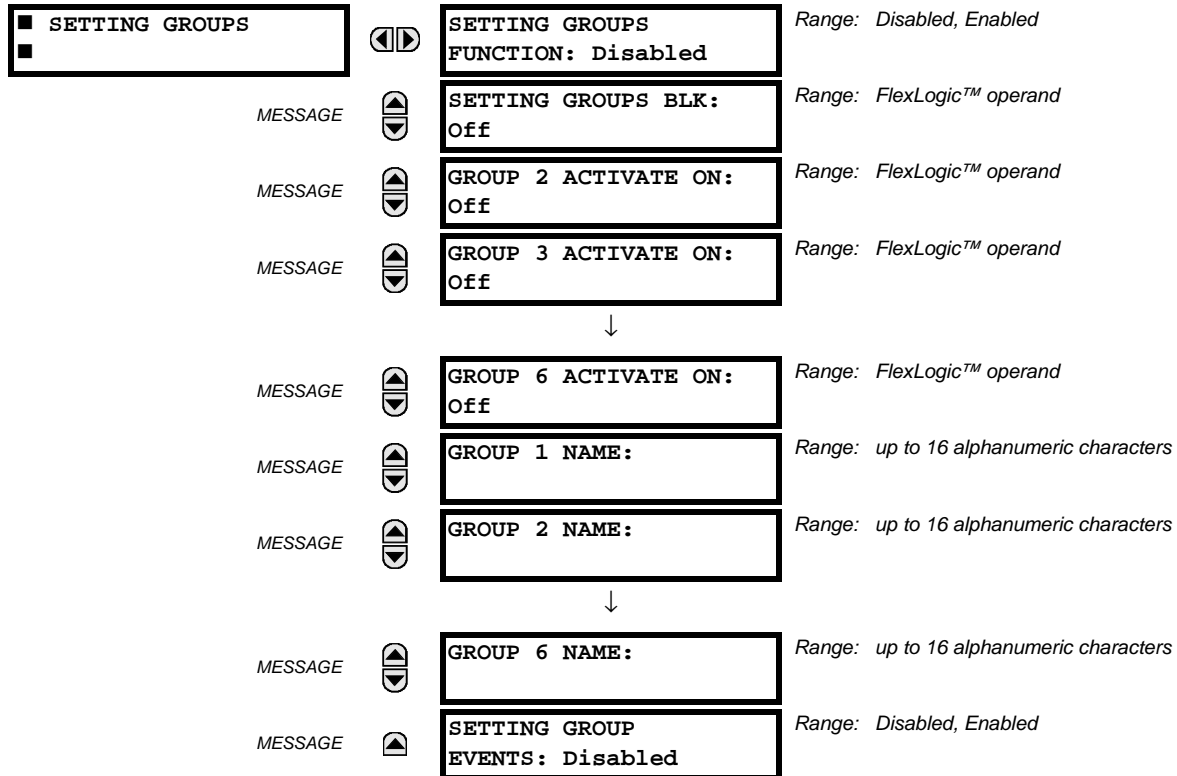 ■ SETTING GROUPS
■
SETTING GROUPS
FUNCTION: Disabled
Range: Disabled, Enabled
MESSAGE
SETTING GROUPS BLK:
Off
Range: FlexLogic™ operand
MESSAGE
GROUP 2 ACTIVATE ON:
Off
Range: FlexLogic™ operand
MESSAGE
GROUP 3 ACTIVATE ON:
Off
Range: FlexLogic™ operand
↓
MESSAGE
GROUP 6 ACTIVATE ON:
Off
Range: FlexLogic™ operand
MESSAGE
GROUP 1 NAME:
Range: up to 16 alphanumeric characters
MESSAGE
GROUP 2 NAME:
Range: up to 16 alphanumeric characters
↓
MESSAGE
GROUP 6 NAME:
Range: up to 16 alphanumeric characters
MESSAGE
SETTING GROUP
EVENTS: Disabled
Range: Disabled, Enabled